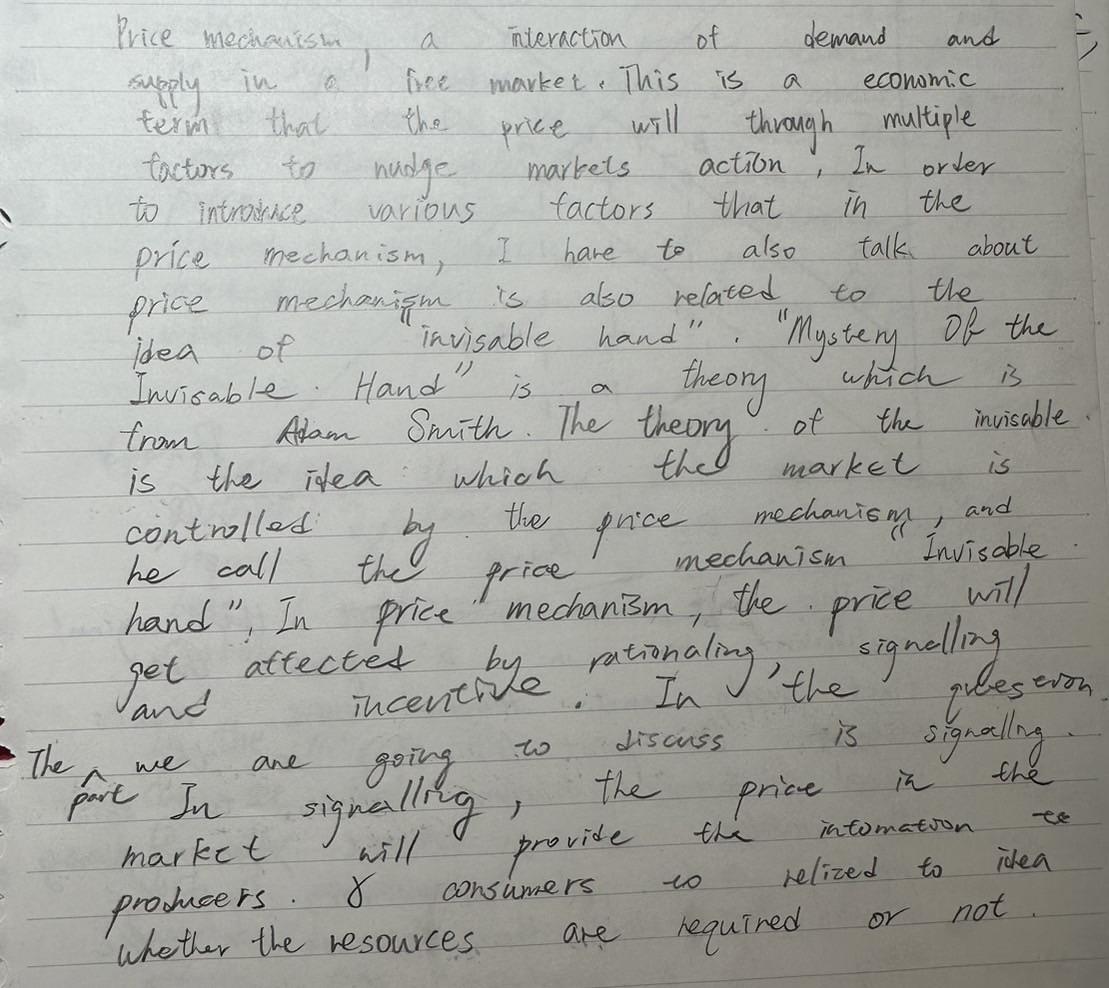 Price mechanism, a interaction of demand and
supply in a free market. This is a economic
term that the price will through multiple
factors to nudge markets action, In order
to introduce various factors that in the
price mechanism, I have to also talk about
price mechanism is also related to the
idea of "invisable hand". "Mystery Of the
Invisable Hand" is a theory which is
from Adam Smith. The theory of the invisable
is the idea which the market is
controlled by the price mechanism, and
he call the price mechanism "Invisable
hand", In price mechanism, the price will
get affected by rationaling, signalling
and incentive. In the
The part we are going to discuss is signallng.
In signalling, the price in the
market will provide the intomation to
producers. & consumers to relized to idea
whether the resources are required or not.